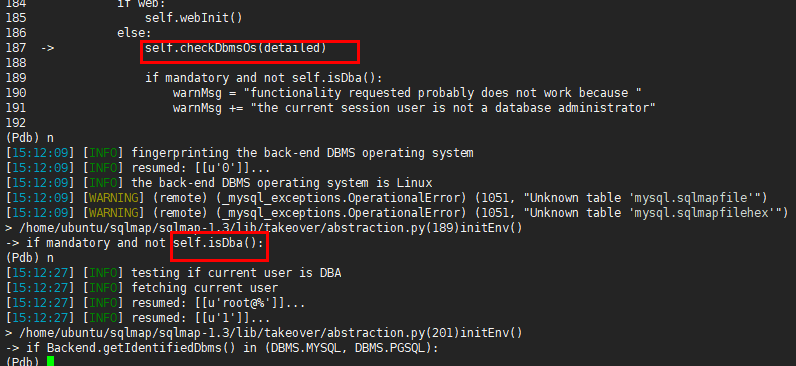 184 if web:
185 self.webInit()
186 else:
187 -> self.checkDbmsOs(detailed)
188
189 if mandatory and not self.isDba():
190 warnMsg = "functionality requested probably does not work because "
191 warnMsg += "the current session user is not a database administrator"
192
(Pdb) n
[15:12:09] [INFO] fingerprinting the back-end DBMS operating system
[15:12:09] [INFO] resumed: [[u'0']]...
[15:12:09] [INFO] the back-end DBMS operating system is Linux
[15:12:09] [WARNING] (remote) (_mysql_exceptions.OperationalError) (1051, "Unknown table 'mysql.sqlmapfile'")
[15:12:09] [WARNING] (remote) (_mysql_exceptions.OperationalError) (1051, "Unknown table 'mysql.sqlmapfilehex'")
> /home/ubuntu/sqlmap/sqlmap-1.3/lib/takeover/abstraction.py(189)initEnv()
-> if mandatory and not self.isDba():
(Pdb) n
[15:12:27] [INFO] testing if current user is DBA
[15:12:27] [INFO] fetching current user
[15:12:27] [INFO] resumed: [[u'root@%']]...
[15:12:27] [INFO] resumed: [[u'1']]...
> /home/ubuntu/sqlmap/sqlmap-1.3/lib/takeover/abstraction.py(201)initEnv()
-> if Backend.getIdentifiedDbms() in (DBMS.MYSQL, DBMS.PGSQL):
(Pdb)